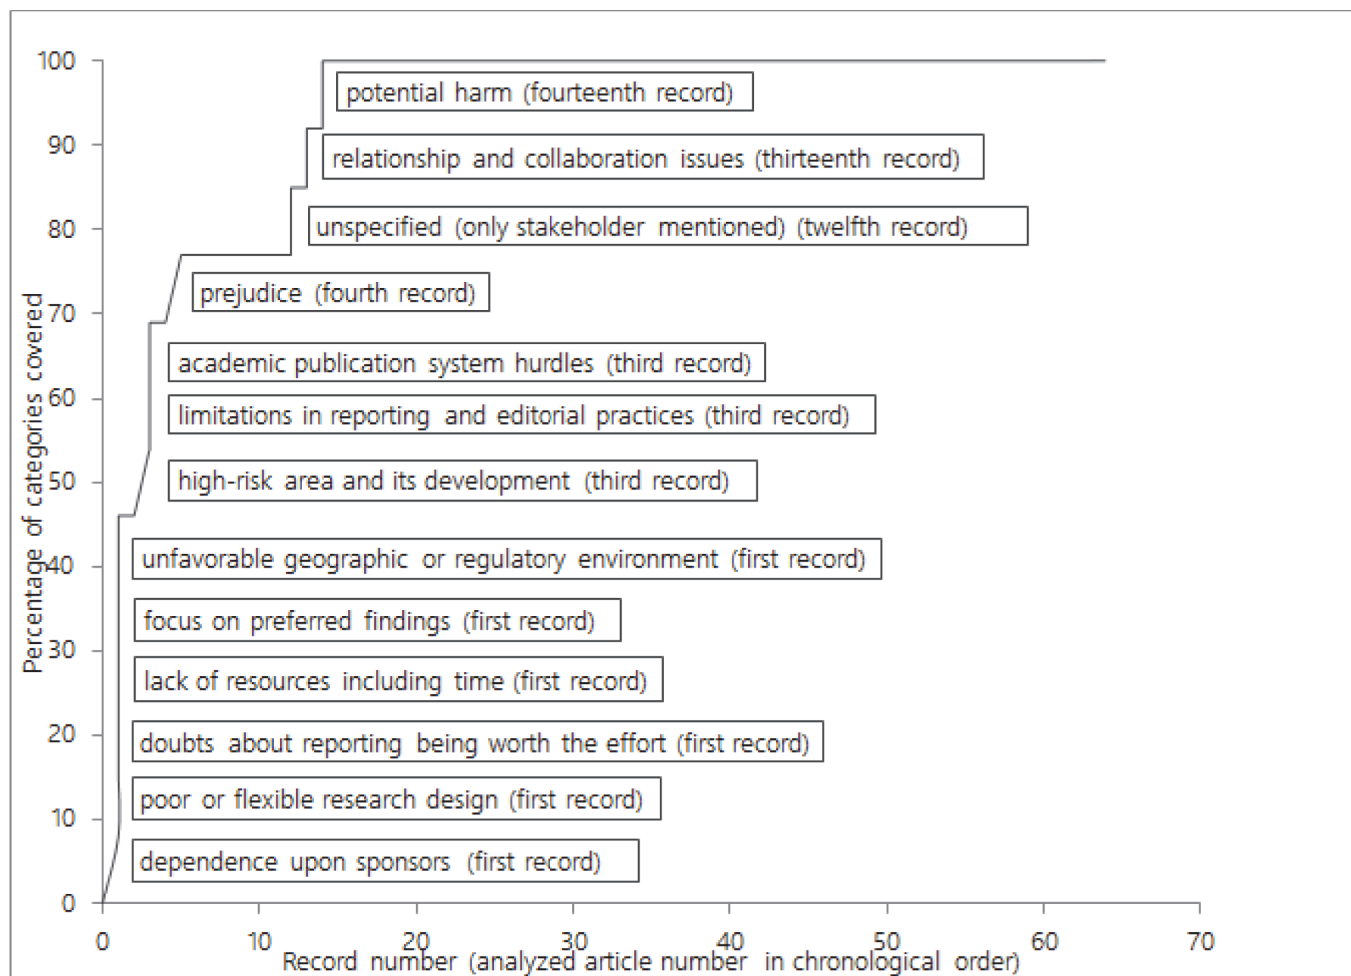 100
potential harm (fourteenth record)
90
relationship and collaboration issues (thirteenth record)
80
unspecified (only stakeholder mentioned) (twelfth record)
prejudice (fourth record)
70
academic publication system hurdles (third record)
60
limitations in reporting and editorial practices (third record)
50
high-risk area and its development (third record)
40
unfavorable geographic or regulatory environment (first record)
focus on preferred findings (first record)
30
lack of resources including time (first record)
20
doubts about reporting being worth the effort (first record)
poor or flexible research design (first record)
10
dependence upon sponsors (first record)
0
Percentage of categories covered
0 10 20 30 40 50 60 70
Record number (analyzed article number in chronological order)